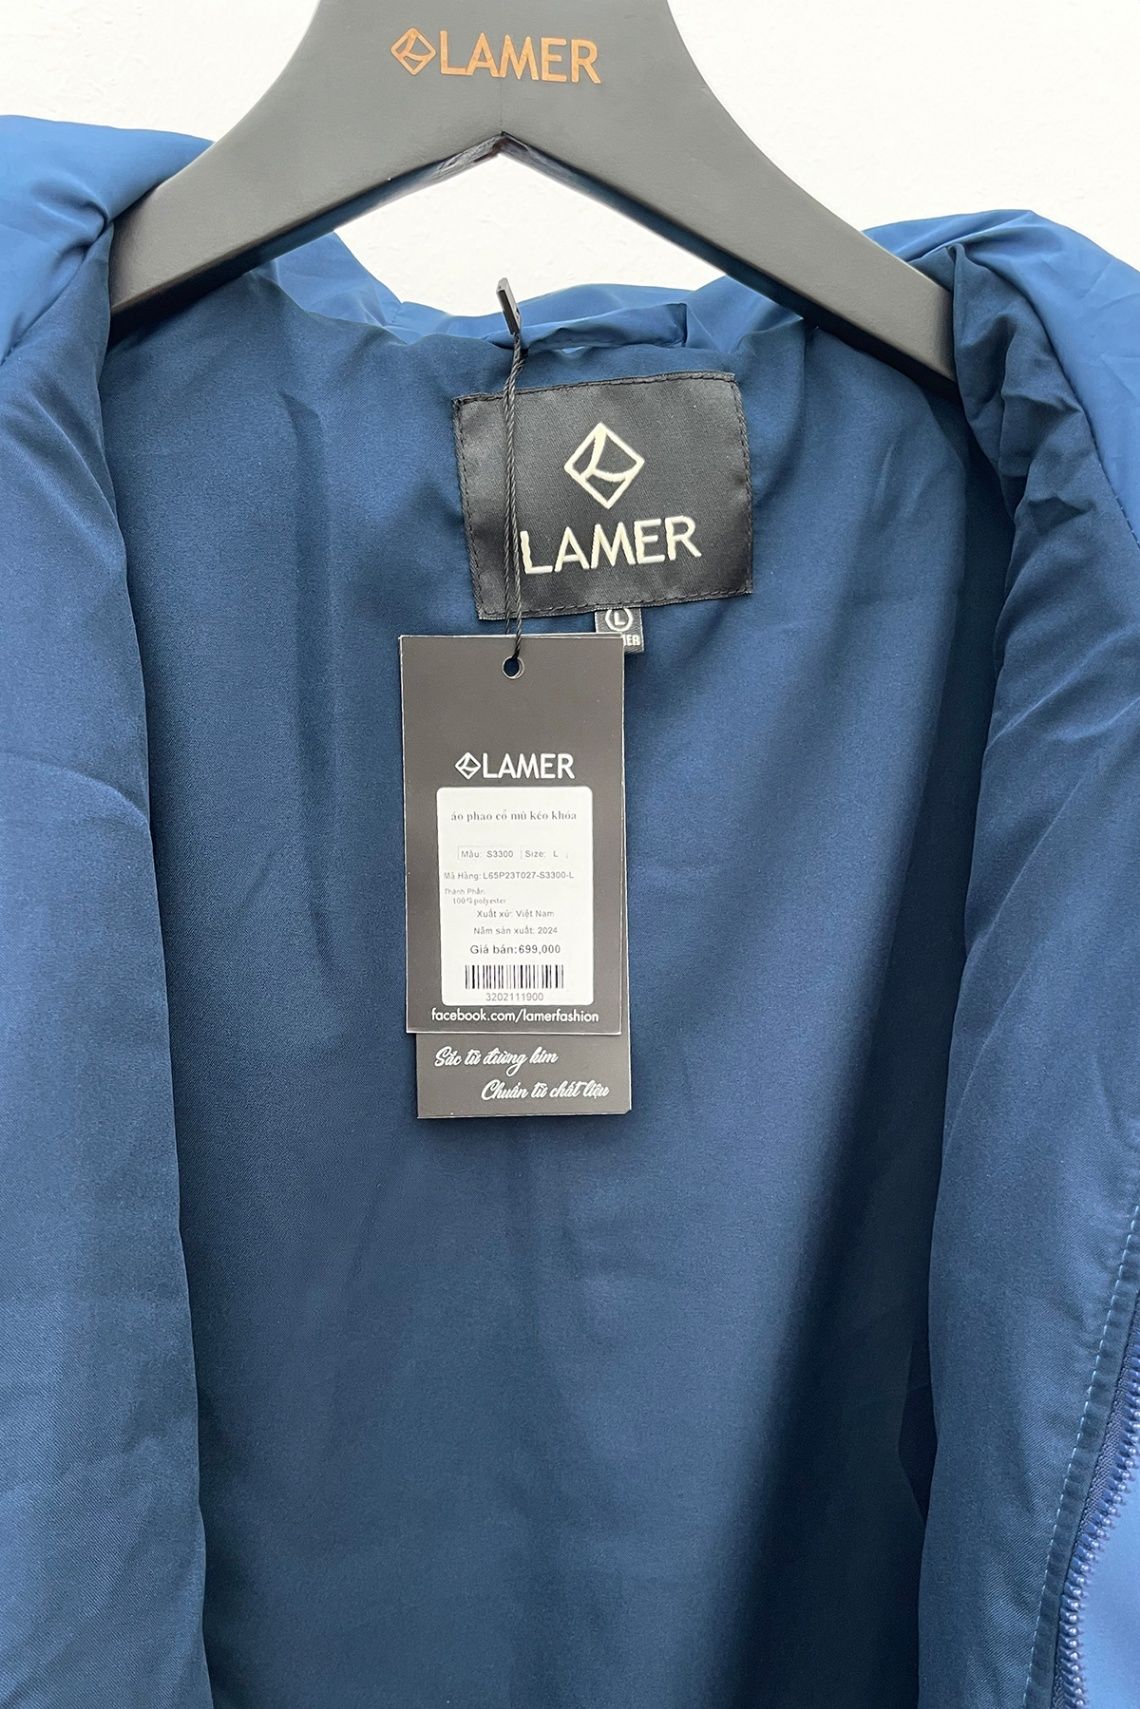 LAMER
LAMER
L
LAMER
áo phao cổ mũ kéo khóa
Màu: S3300 Size: L
Mã Hàng: L65P23T027-S3300-L
Thành Phần:
100% polyester
Xuất xứ: Việt Nam
Năm sản xuất: 2024
Giá bán:699,000
3202111900
facebook.com/lamerfashion
Sắc từ đường kim
Chuẩn từ chất liệu